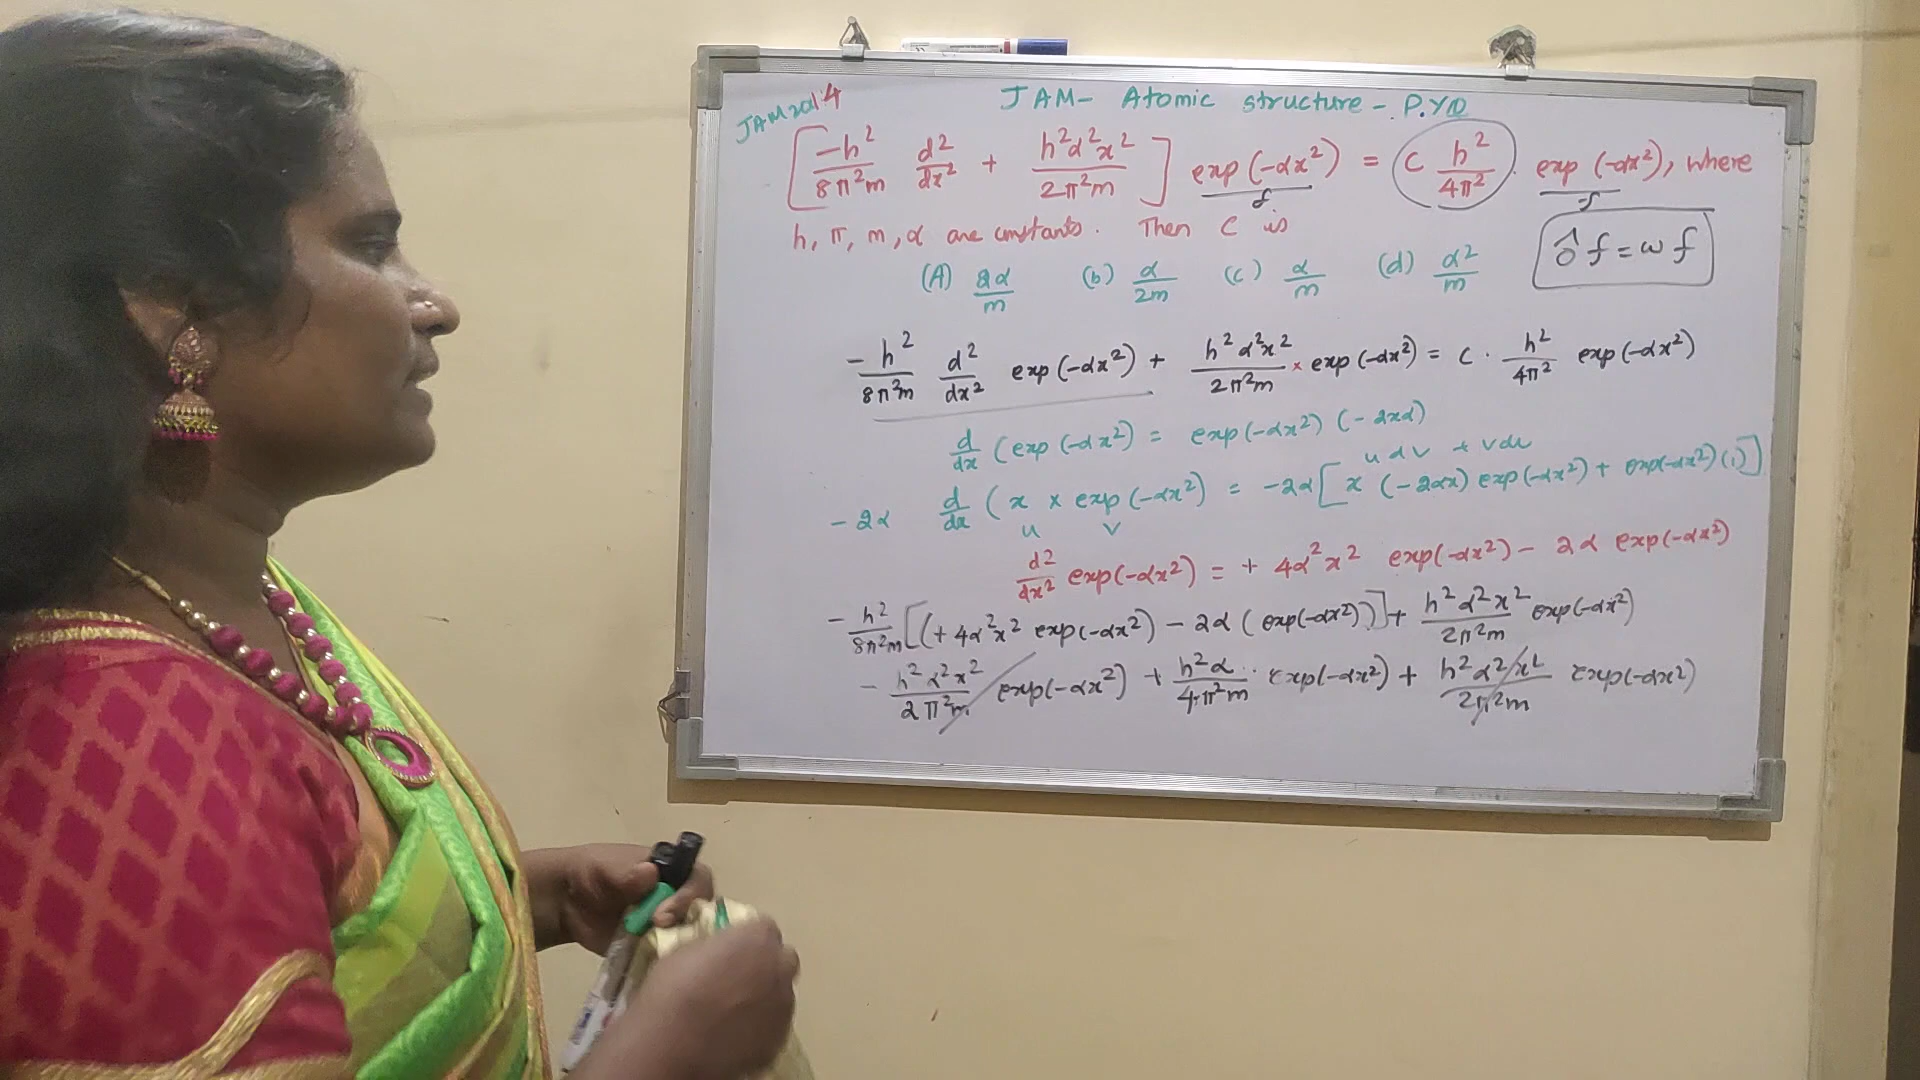 JAM 2014
JAM- Atomic structure - P.Y.Q
[-h²/8π²m d²/dx² + h²α²x²/2π²m] exp(-αx²) = C h²/4π² . exp(-αx²), where
f f
h, π, m, α are constants. Then C is
ô f = ω f
(A) 2α/m (b) α/2m (c) α/m (d) α²/m
-h²/8π²m d²/dx² exp(-αx²) + h²α²x²/2π²m × exp(-αx²) = C . h²/4π² exp(-αx²)
d/dx (exp(-αx²) = exp(-αx²) (-2xα)
u dv + v du
-2α d/dx (x × exp(-αx²) = -2α[x (-2αx) exp(-αx²) + exp(-αx²)(1)]
u v
d²/dx² exp(-αx²) = + 4α²x² exp(-αx²) - 2α exp(-αx²)
-h²/8π²m [(+4α²x² exp(-αx²) - 2α (exp(-αx²))] + h²α²x²/2π²m exp(-αx²)
- h²α²x²/2π²m exp(-αx²) + h²α/4π²m . exp(-αx²) + h²α²x²/2π²m exp(-αx²)